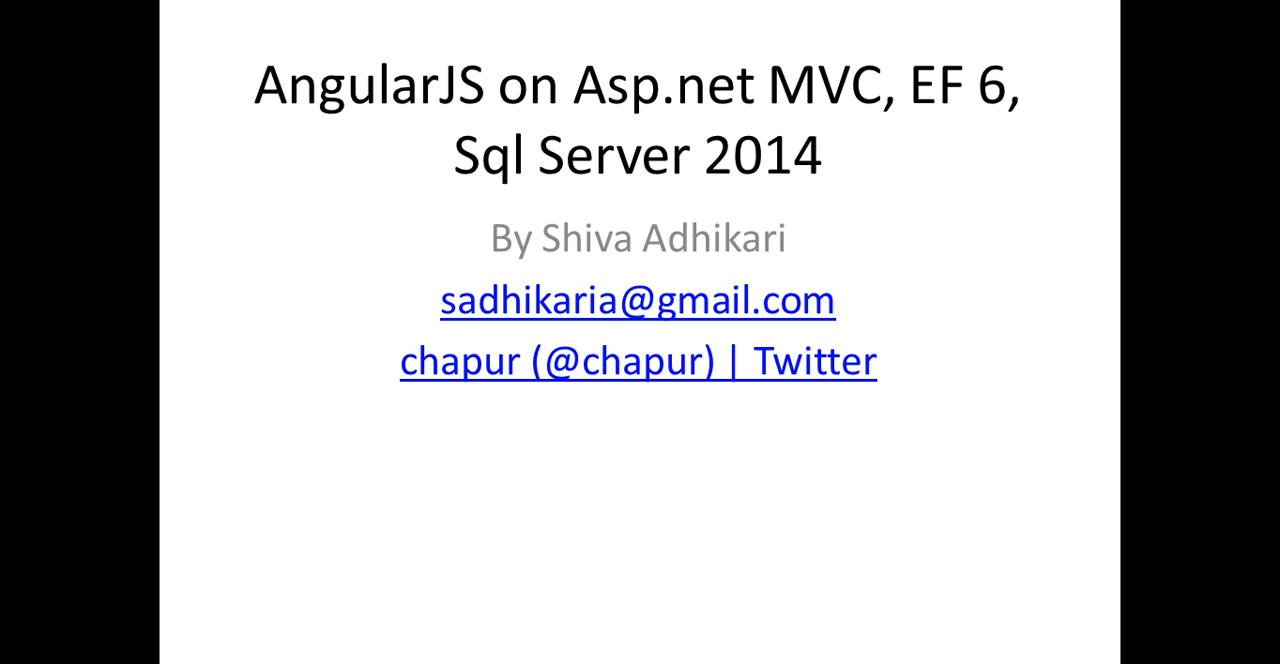 AngularJS on Asp.net MVC, EF 6,
Sql Server 2014
By Shiva Adhikari
sadhikaria@gmail.com
chapur (@chapur) | Twitter